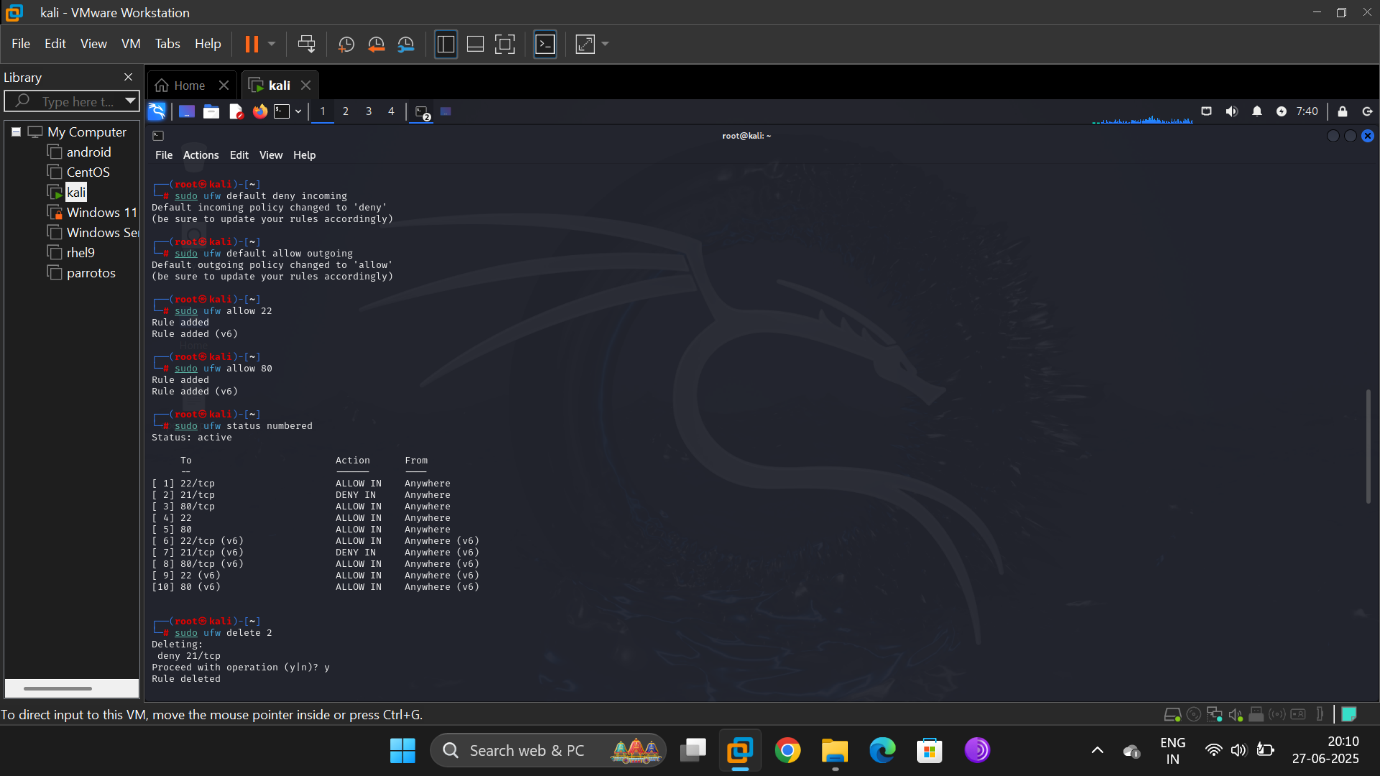 kali - VMware Workstation
File Edit View VM Tabs Help
Library
Home
kali
Type here t...
1 2 3 4
2
7:40
My Computer
android
CentOS
kali
Windows 11
Windows Se
rhel9
parrotos
root@kali: ~
File Actions Edit View Help
┌──(root㉿kali)-[~]
└─# sudo ufw default deny incoming
Default incoming policy changed to 'deny'
(be sure to update your rules accordingly)
┌──(root㉿kali)-[~]
└─# sudo ufw default allow outgoing
Default outgoing policy changed to 'allow'
(be sure to update your rules accordingly)
┌──(root㉿kali)-[~]
└─# sudo ufw allow 22
Rule added
Rule added (v6)
┌──(root㉿kali)-[~]
└─# sudo ufw allow 80
Rule added
Rule added (v6)
┌──(root㉿kali)-[~]
└─# sudo ufw status numbered
Status: active
To Action From
-- ------ ----
[ 1] 22/tcp ALLOW IN Anywhere
[ 2] 21/tcp DENY IN Anywhere
[ 3] 80/tcp ALLOW IN Anywhere
[ 4] 22 ALLOW IN Anywhere
[ 5] 80 ALLOW IN Anywhere
[ 6] 22/tcp (v6) ALLOW IN Anywhere (v6)
[ 7] 21/tcp (v6) DENY IN Anywhere (v6)
[ 8] 80/tcp (v6) ALLOW IN Anywhere (v6)
[ 9] 22 (v6) ALLOW IN Anywhere (v6)
[10] 80 (v6) ALLOW IN Anywhere (v6)
┌──(root㉿kali)-[~]
└─# sudo ufw delete 2
Deleting:
deny 21/tcp
Proceed with operation (y|n)? y
Rule deleted
To direct input to this VM, move the mouse pointer inside or press Ctrl+G.
Search web & PC
ENG
IN
20:10
27-06-2025